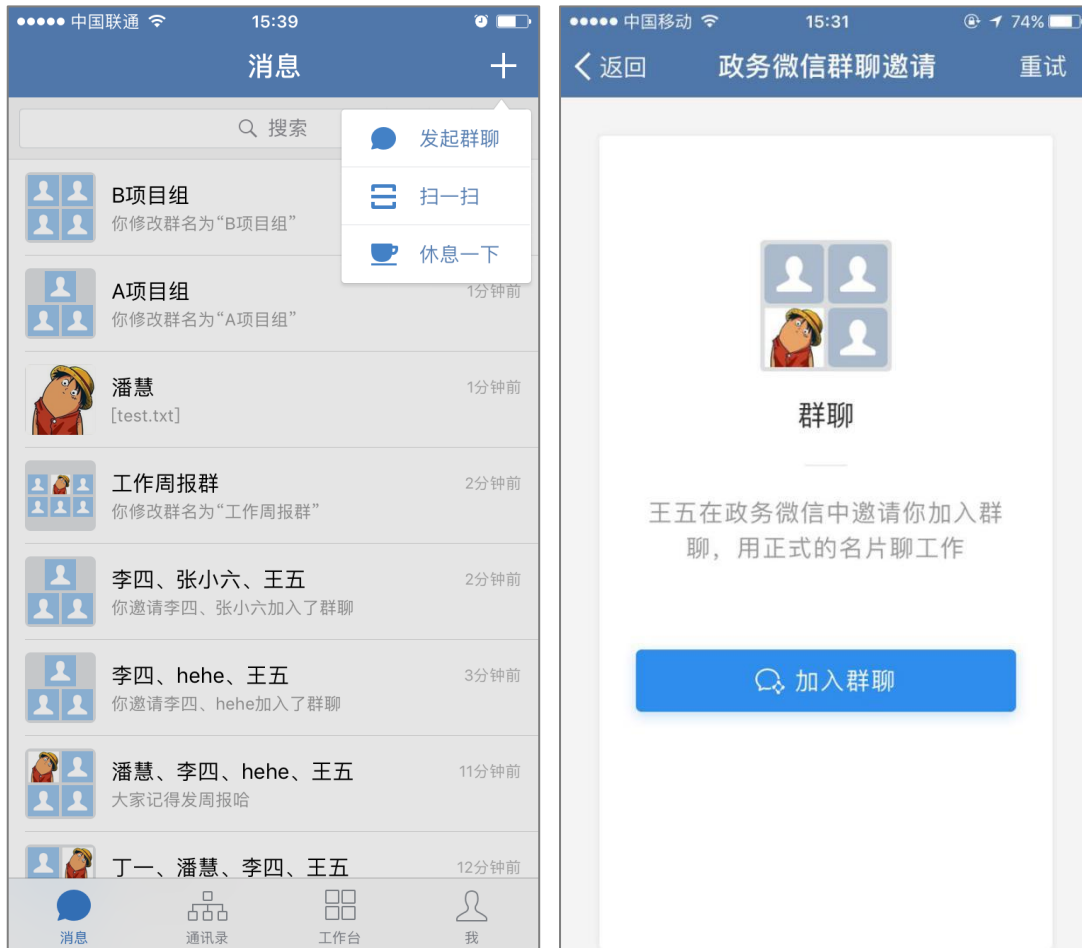 中国联通 15:39
消息
搜索
发起群聊
扫一扫
休息一下
B项目组
你修改群名为“B项目组”
A项目组
1分钟前
你修改群名为“A项目组”
潘慧
1分钟前
[test.txt]
工作周报群
2分钟前
你修改群名为“工作周报群”
李四、张小六、王五
2分钟前
你邀请李四、张小六加入了群聊
李四、hehe、王五
3分钟前
你邀请李四、hehe加入了群聊
潘慧、李四、hehe、王五
11分钟前
大家记得发周报哈
丁一、潘慧、李四、王五
12分钟前
消息 通讯录 工作台 我
中国移动 15:31 74%
返回 政务微信群聊邀请 重试
群聊
王五在政务微信中邀请你加入群
聊，用正式的名片聊工作
加入群聊